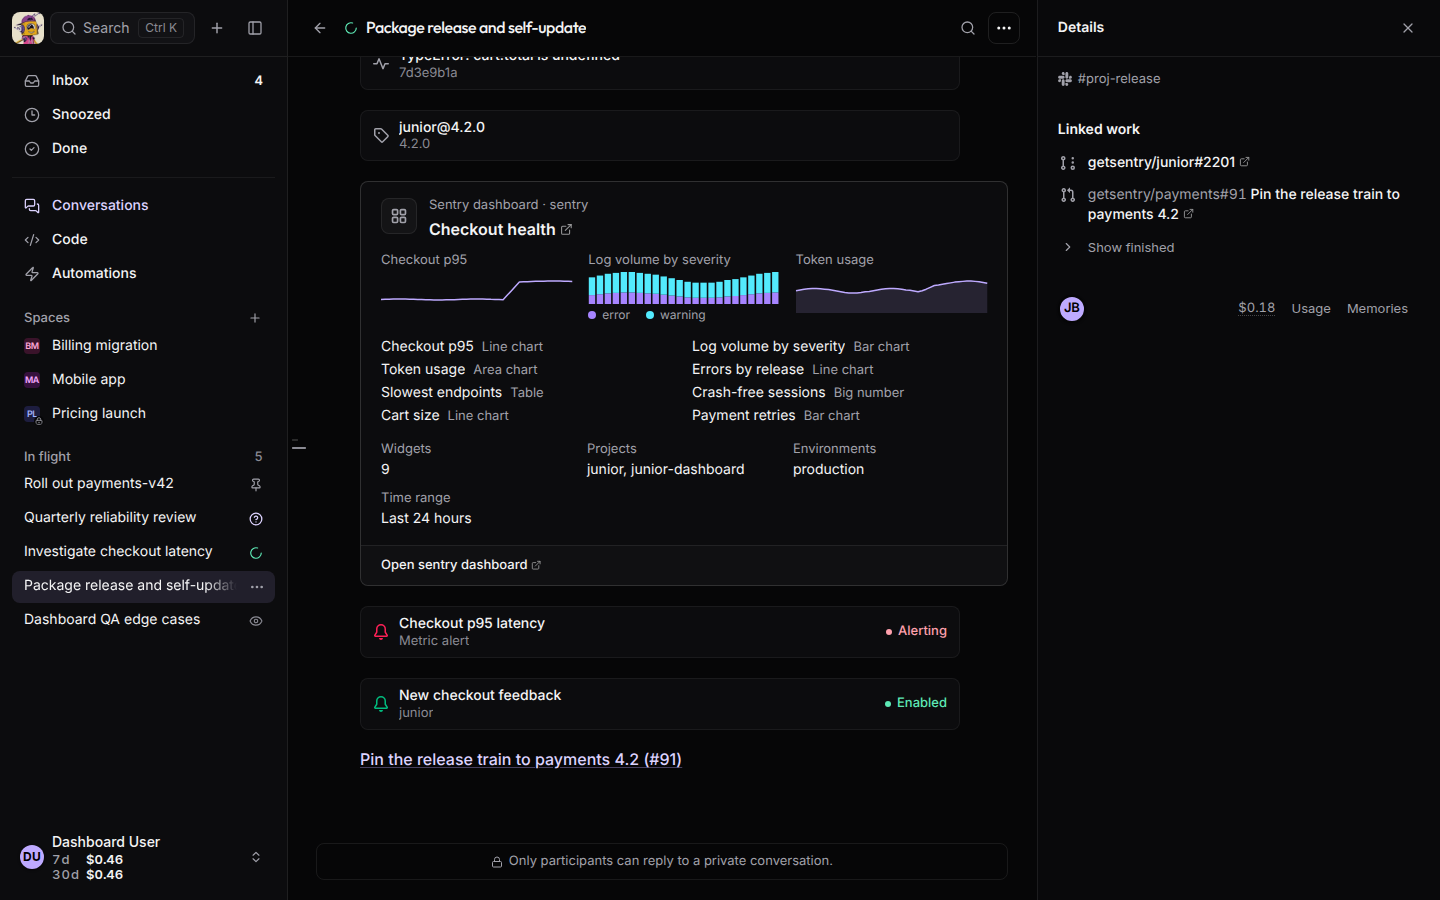 Search Ctrl K
Inbox 4
Snoozed
Done
Conversations
Code
Automations
Spaces
BM Billing migration
MA Mobile app
PL Pricing launch
In flight 5
Roll out payments-v42
Quarterly reliability review
Investigate checkout latency
Package release and self-updat
Dashboard QA edge cases
DU Dashboard User
7d $0.46
30d $0.46
Package release and self-update
TypeError: cart.total is undefined
7d3e9b1a
junior@4.2.0
4.2.0
Sentry dashboard · sentry
Checkout health
Checkout p95 Log volume by severity Token usage
error warning
Checkout p95 Line chart Log volume by severity Bar chart
Token usage Area chart Errors by release Line chart
Slowest endpoints Table Crash-free sessions Big number
Cart size Line chart Payment retries Bar chart
Widgets Projects Environments
9 junior, junior-dashboard production
Time range
Last 24 hours
Open sentry dashboard
Checkout p95 latency
Metric alert
Alerting
New checkout feedback
junior
Enabled
Pin the release train to payments 4.2 (#91)
Only participants can reply to a private conversation.
Details
#proj-release
Linked work
getsentry/junior#2201
getsentry/payments#91 Pin the release train to
payments 4.2
Show finished
JB $0.18 Usage Memories